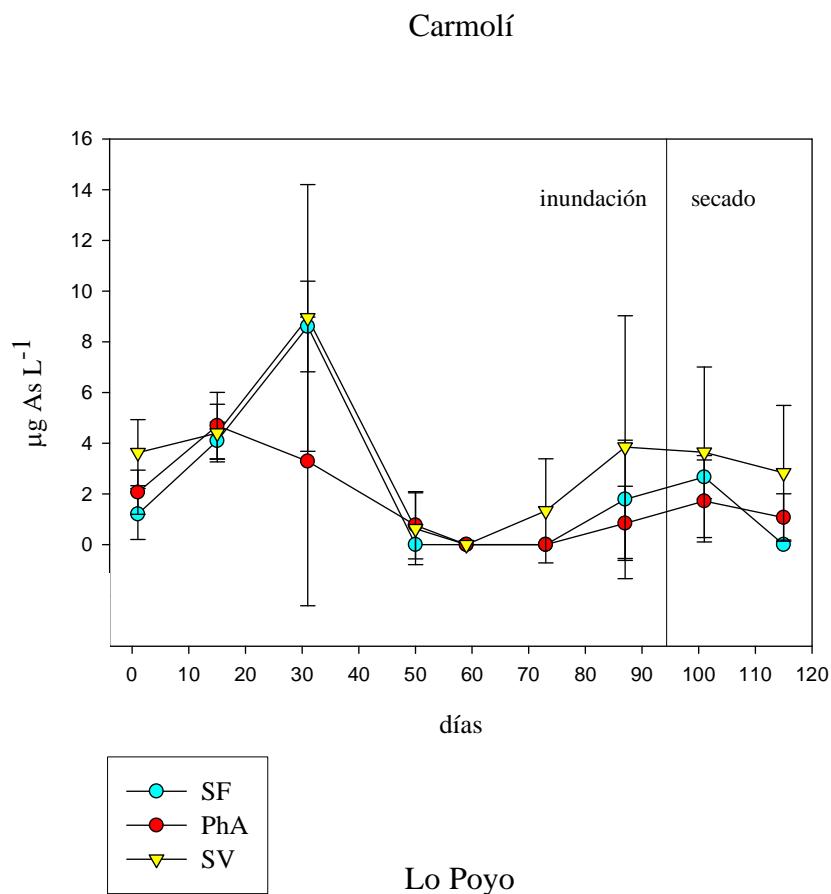 Carmolí
16
14
12
10
8
6
4
2
0
µg As L-1
inundación secado
0 10 20 30 40 50 60 70 80 90 100 110 120
días
SF
PhA
SV
Lo Poyo